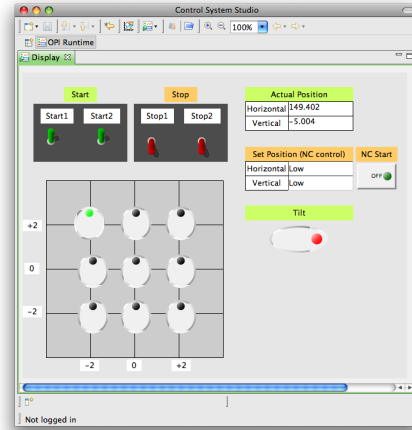 Control System Studio
100%
OPI Runtime
Display
Start
Stop
Start1 Start2
Stop1 Stop2
Actual Position
Horizontal 149.402
Vertical -5.004
Set Position (NC control)
NC Start
Horizontal Low
Vertical Low
OFF
Tilt
+2
0
-2
-2 0 +2
Not logged in